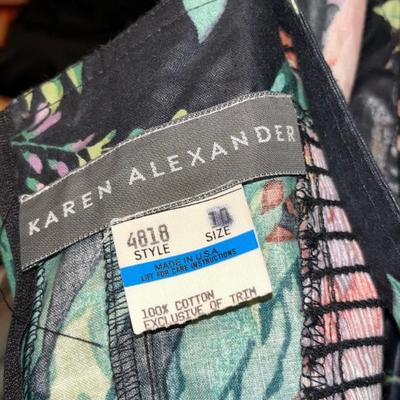 KAREN ALEXANDER
4818 10
STYLE SIZE
MADE IN U.S.A.
LIFT FOR CARE INSTRUCTIONS
100% COTTON
EXCLUSIVE OF TRIM